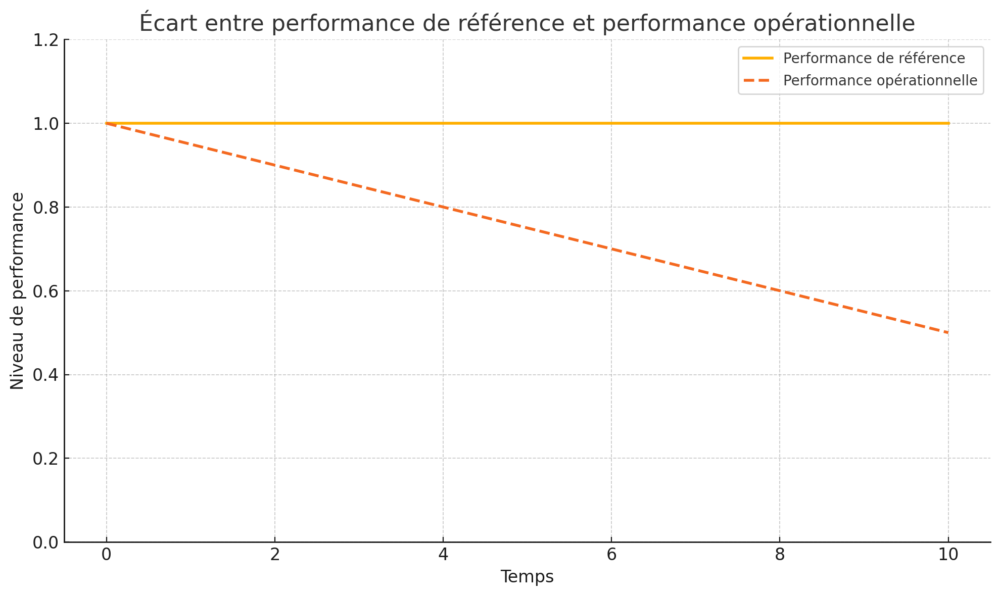 Écart entre performance de référence et performance opérationnelle
1.2
1.0
0.8
0.6
0.4
0.2
0.0
Niveau de performance
Performance de référence
Performance opérationnelle
0 2 4 6 8 10
Temps